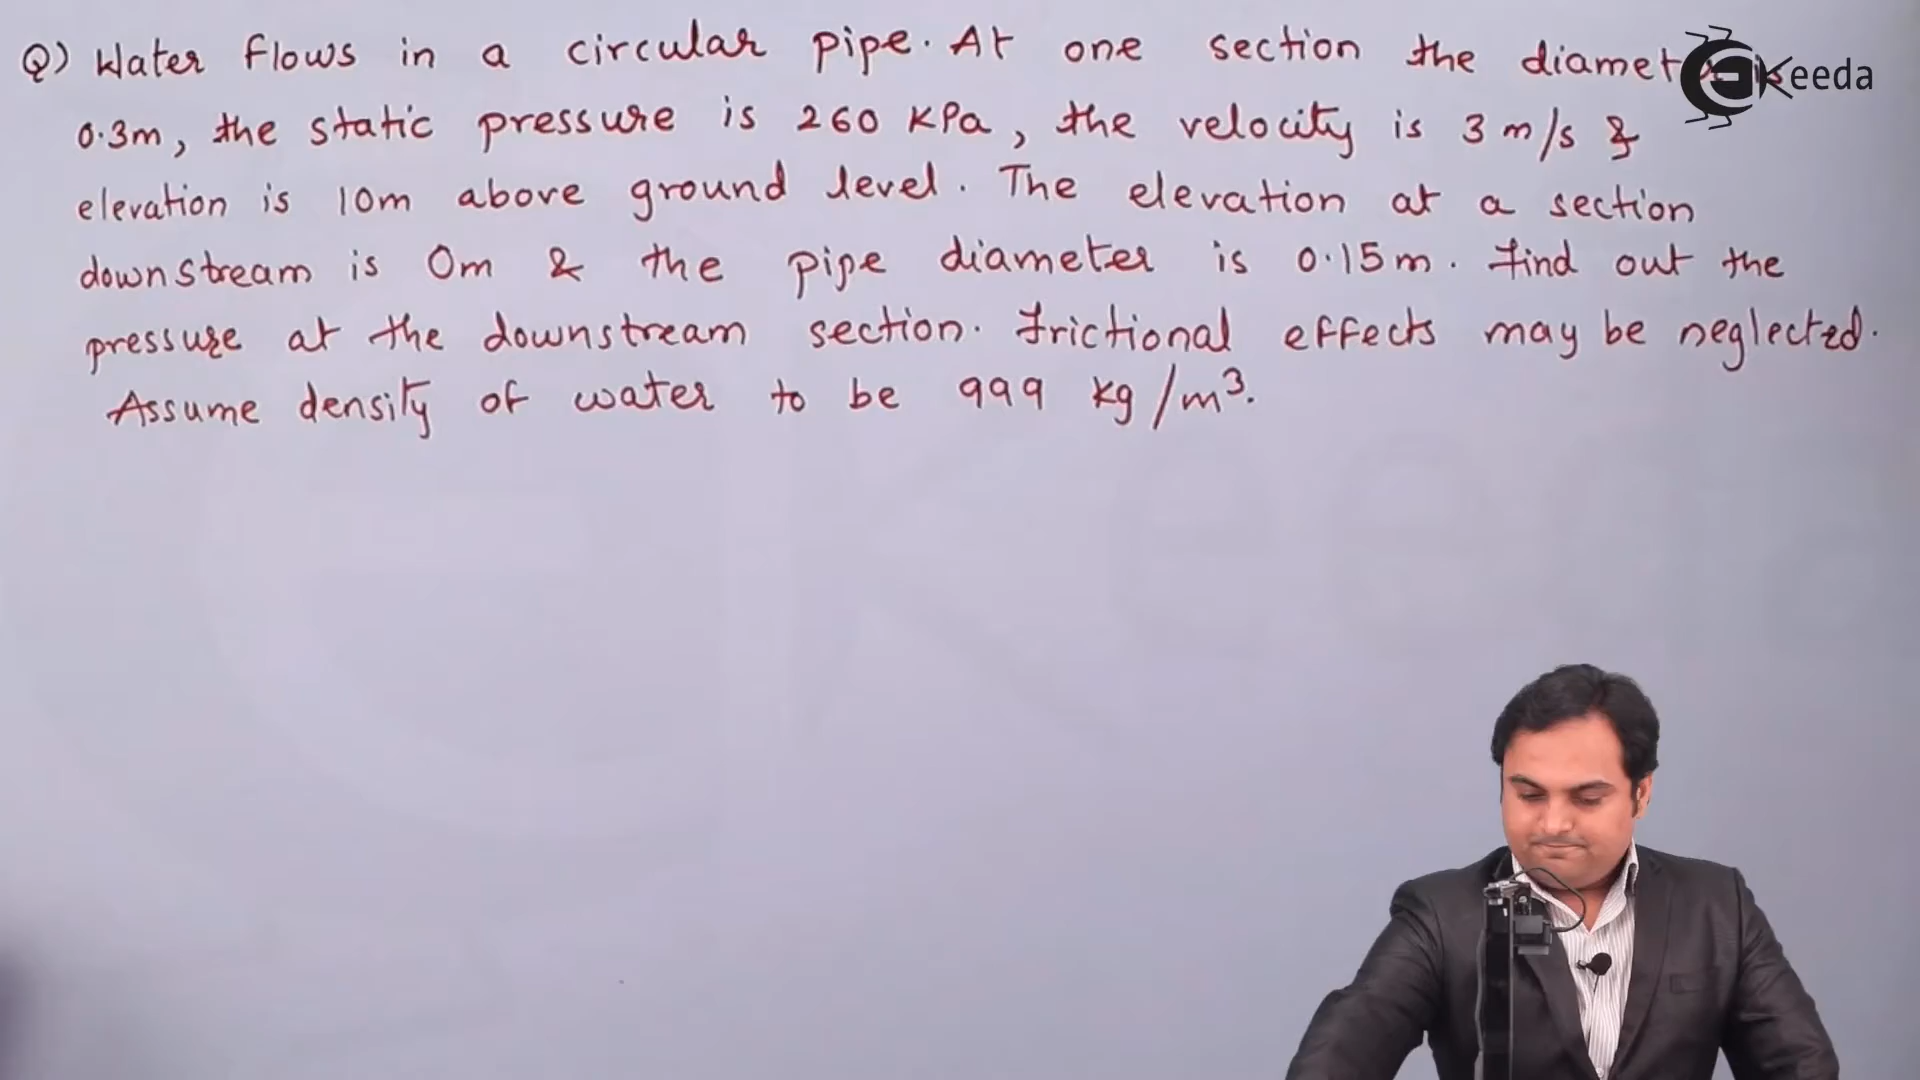 Q) Water flows in a circular pipe. At one section the diameter is
0.3m, the static pressure is 260 KPa, the velocity is 3 m/s &
elevation is 10m above ground level. The elevation at a section
downstream is 0m & the pipe diameter is 0.15m. Find out the
pressure at the downstream section. Frictional effects may be neglected.
Assume density of water to be 999 kg/m³.
eKeeda